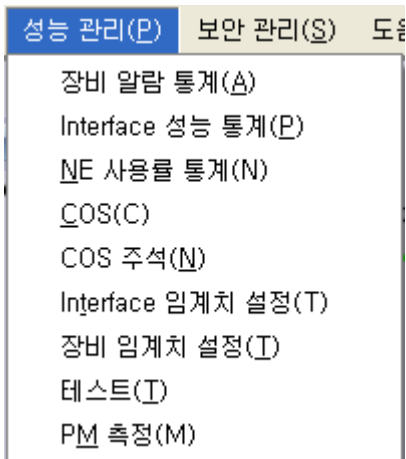 성능 관리(P) 보안 관리(S)
장비 알람 통계(A)
Interface 성능 통계(P)
NE 사용률 통계(N)
COS(C)
COS 주석(N)
Interface 임계치 설정(T)
장비 임계치 설정(T)
테스트(T)
PM 측정(M)